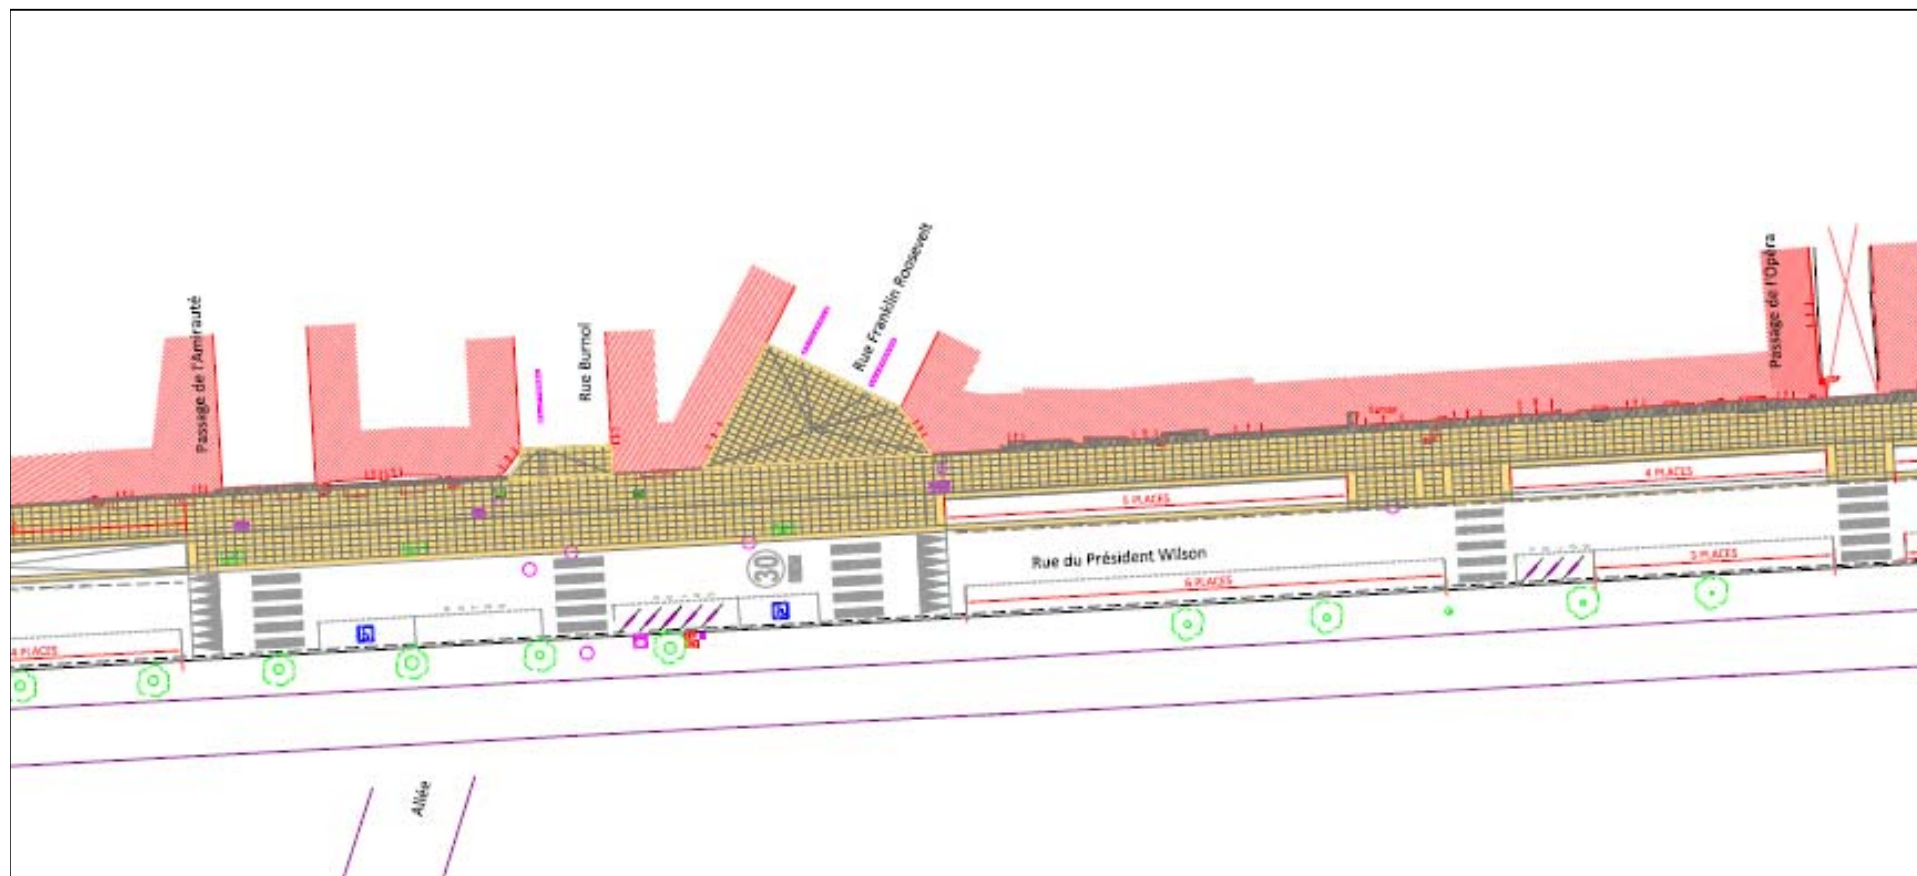 Passage de l'Amirauté
Rue Burnol
Rue Franklin Roosevelt
Passage de l'Opéra
4 PLACES
5 PLACES
30
Rue du Président Wilson
3 PLACES
6 PLACES
4 PLACES
Allée